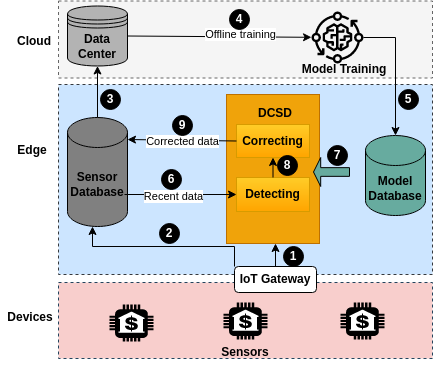 Cloud
Data
Center
4
Offline training
Model Training
3
5
Edge
DCSD
9
Corrected data
Correcting
8
7
Sensor
Database
6
Recent data
Detecting
Model
Database
2
1
IoT Gateway
Devices
$
$
$
Sensors